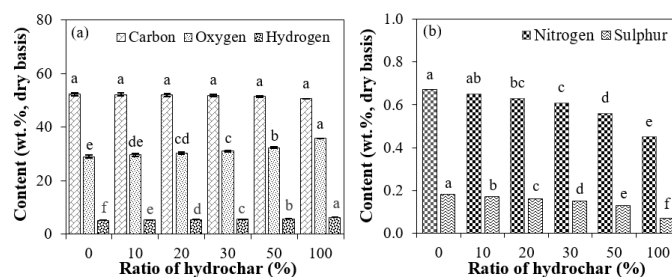 (a)
Carbon Oxygen Hydrogen
80
60
40
20
0
Content (wt.%, dry basis)
a a a a a a
e de cd c b a
f e d c b a
0 10 20 30 50 100
Ratio of hydrochar (%)
(b)
Nitrogen Sulphur
1.0
0.8
0.6
0.4
0.2
0.0
Content (wt.%, dry basis)
a ab bc c d e
a b c d e f
0 10 20 30 50 100
Ratio of hydrochar (%)